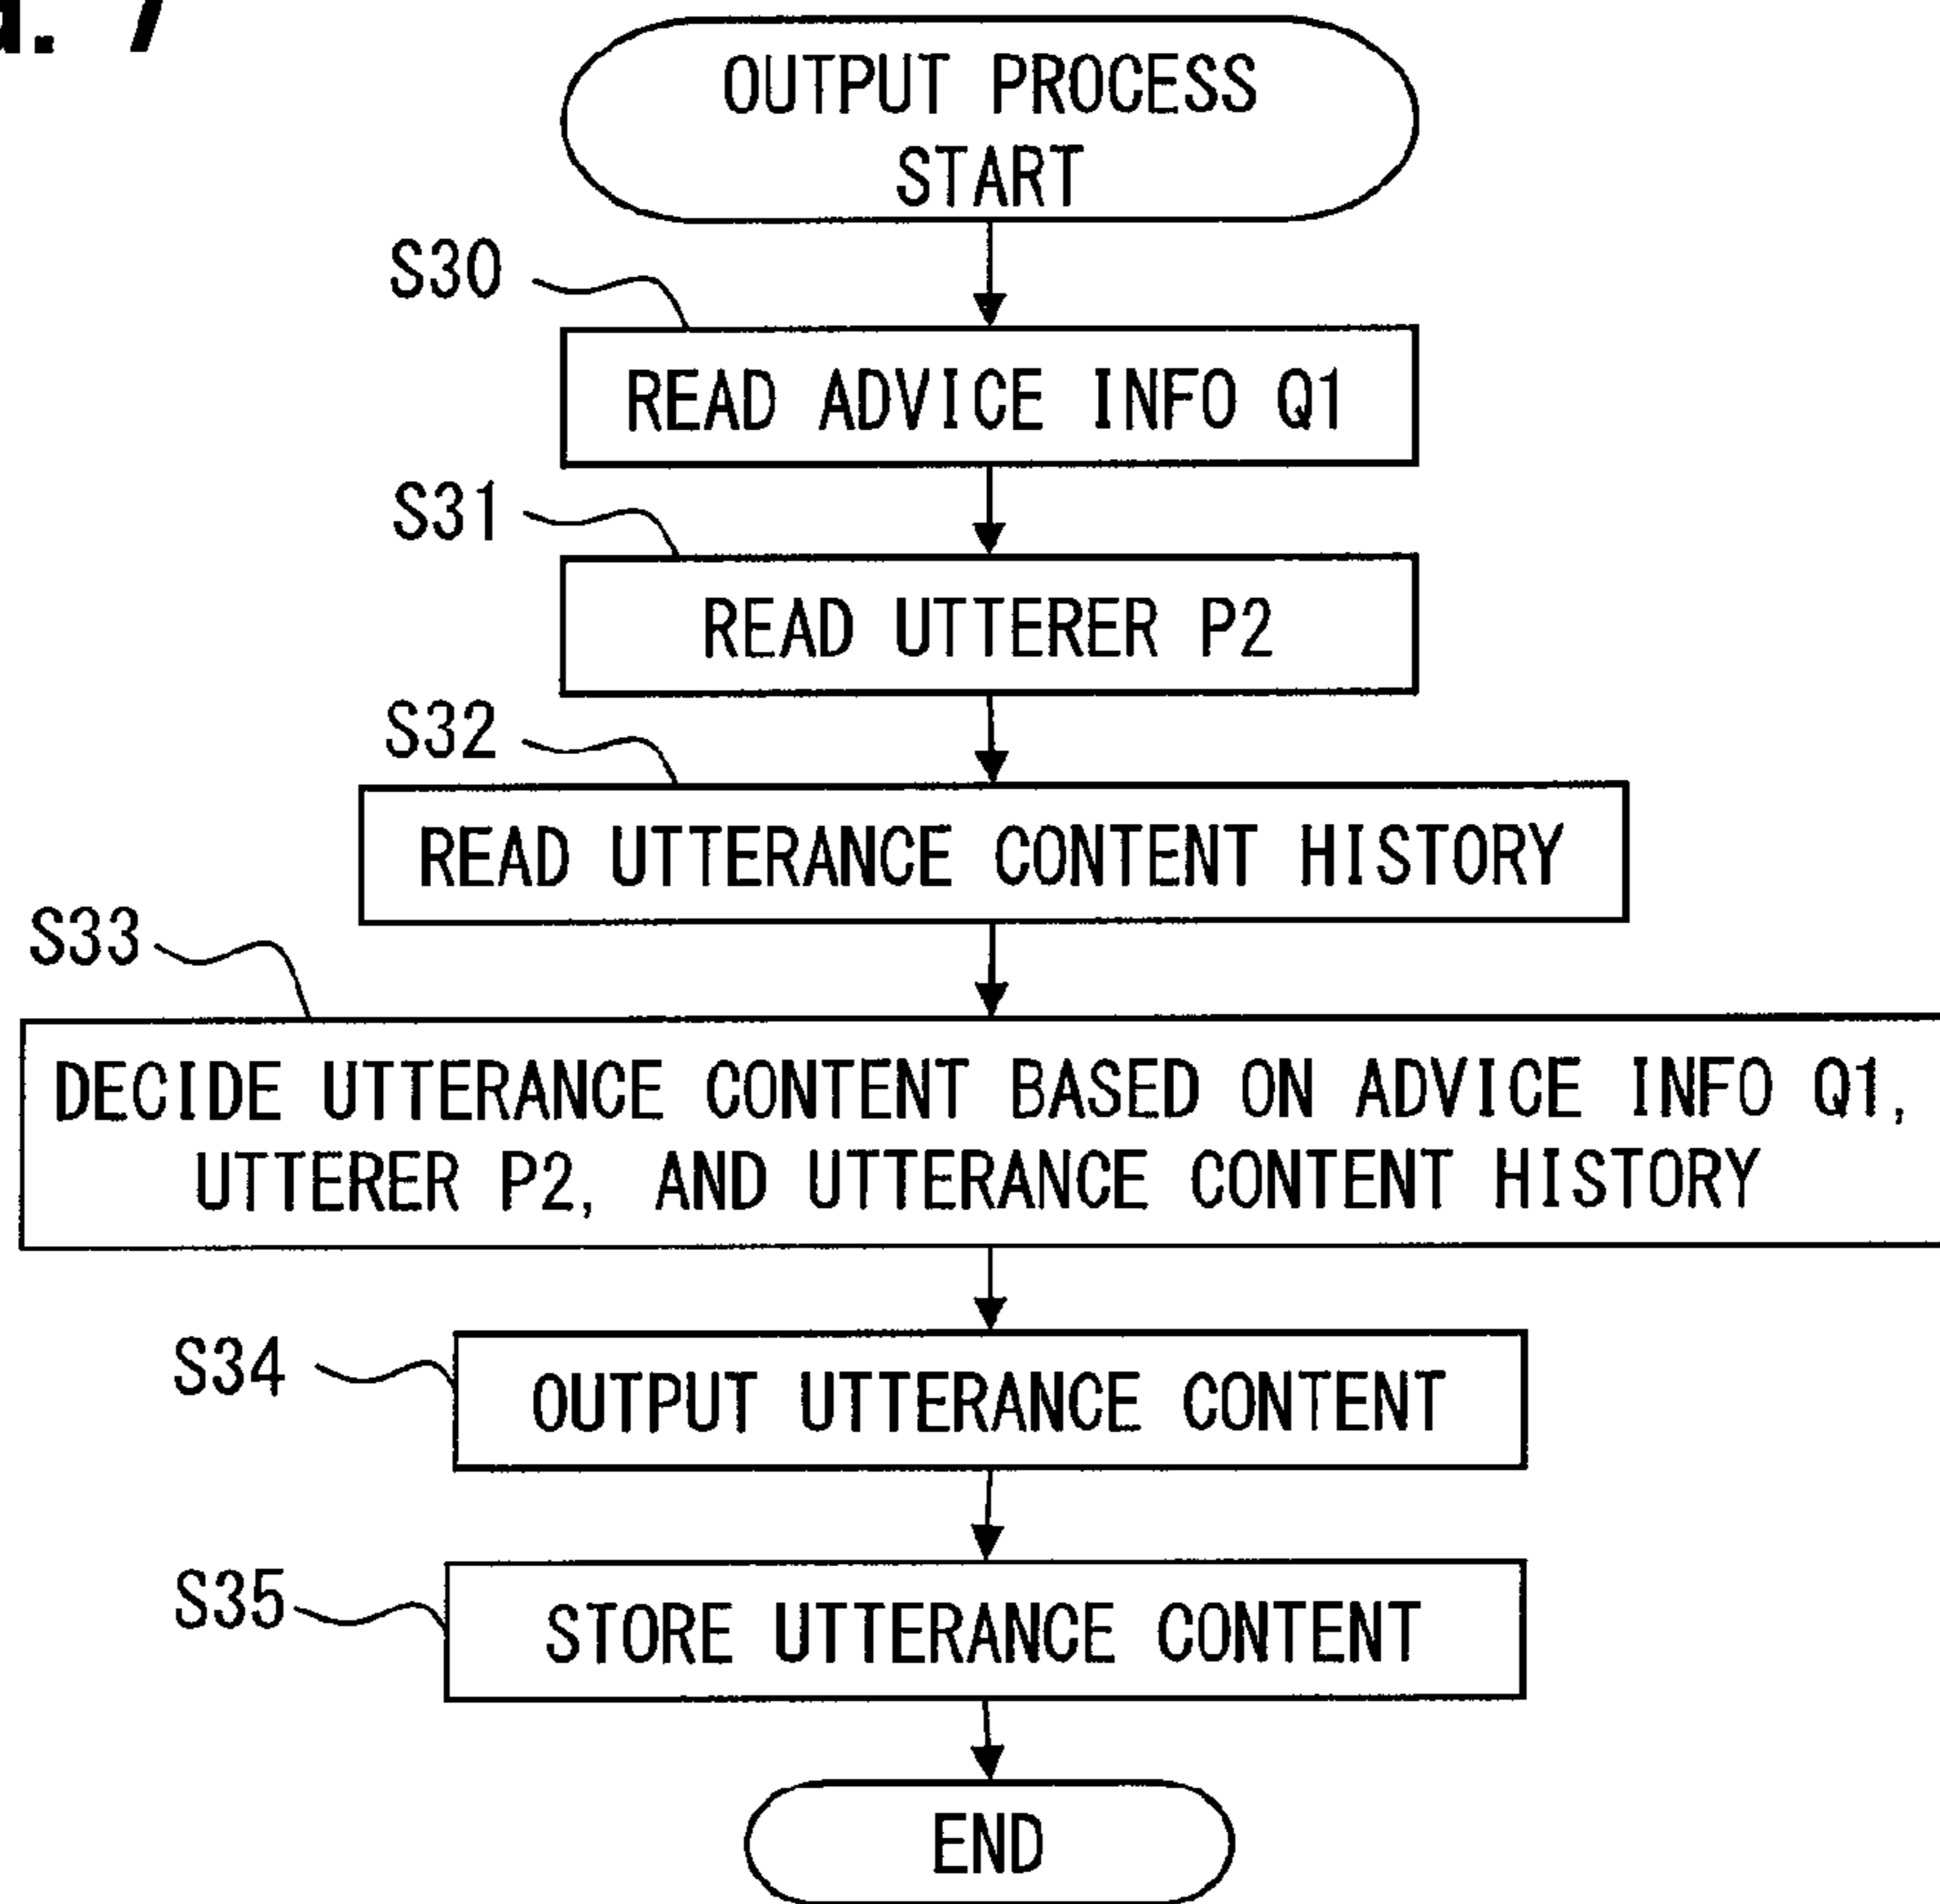 7
OUTPUT PROCESS
START
S30
READ ADVICE INFO Q1
S31
READ UTTERER P2
S32
READ UTTERANCE CONTENT HISTORY
S33
DECIDE UTTERANCE CONTENT BASED ON ADVICE INFO Q1,
UTTERER P2, AND UTTERANCE CONTENT HISTORY
S34
OUTPUT UTTERANCE CONTENT
S35
STORE UTTERANCE CONTENT
END